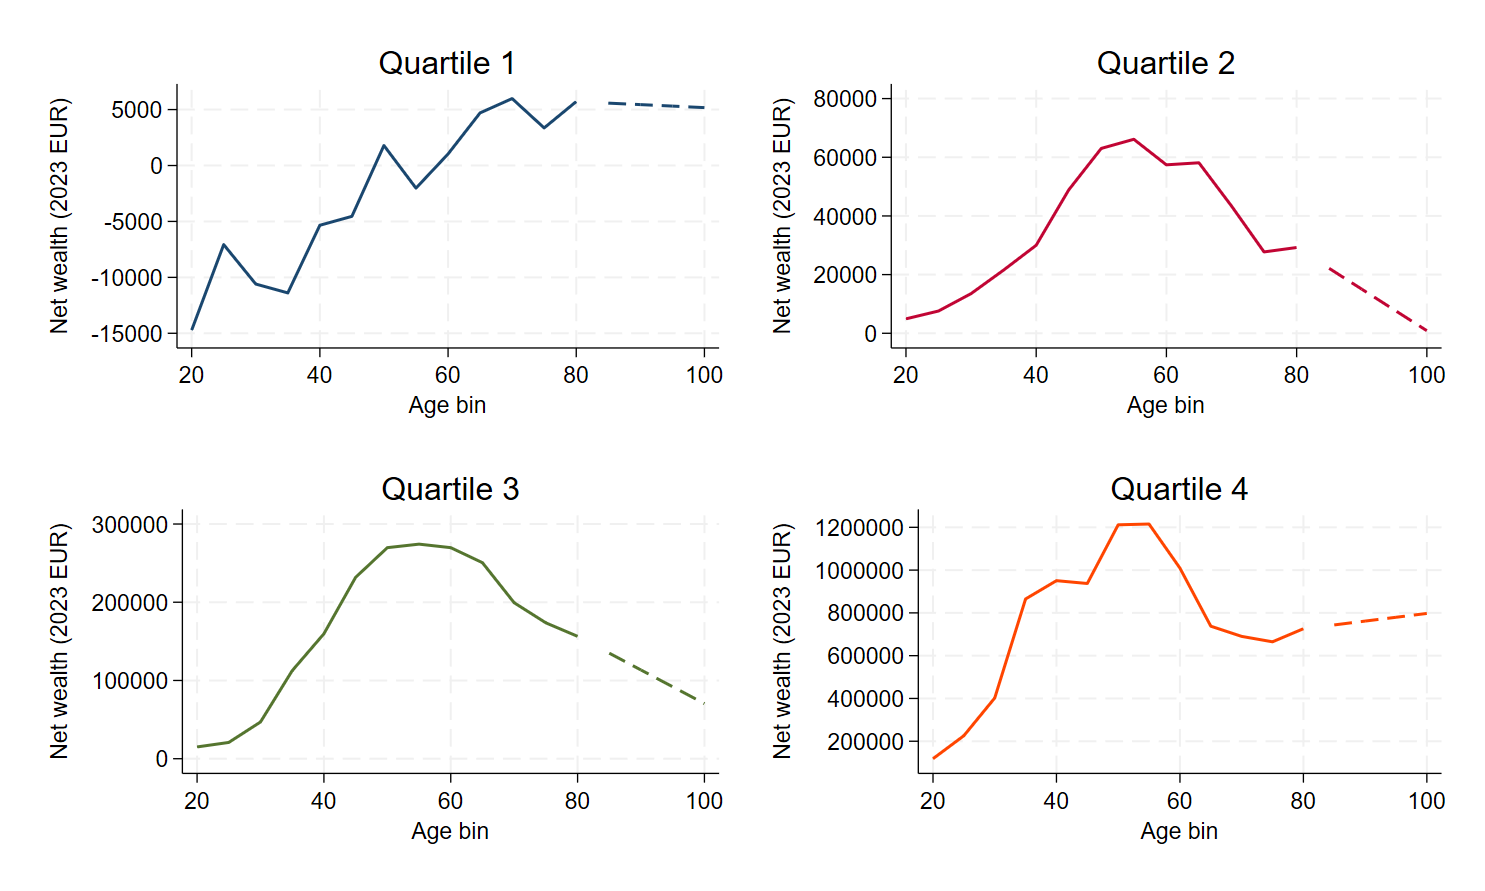 Quartile 1
Net wealth (2023 EUR)
5000
0
-5000
-10000
-15000
20 40 60 80 100
Age bin
Quartile 2
Net wealth (2023 EUR)
80000
60000
40000
20000
0
20 40 60 80 100
Age bin
Quartile 3
Net wealth (2023 EUR)
300000
200000
100000
0
20 40 60 80 100
Age bin
Quartile 4
Net wealth (2023 EUR)
1200000
1000000
800000
600000
400000
200000
20 40 60 80 100
Age bin